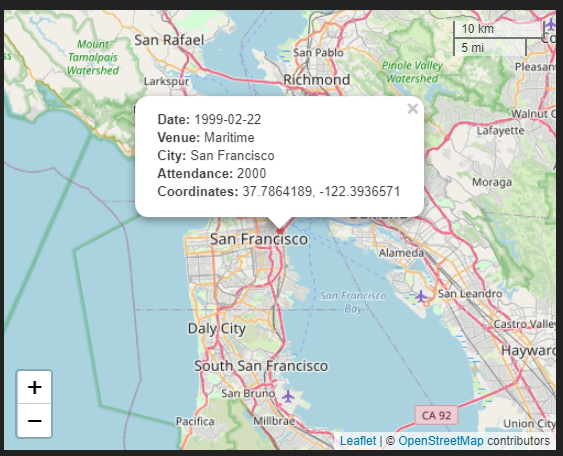 10 km
5 mi
San Rafael
Mount
Tamalpais
Watershed
San Pablo
Larkspur
Richmond
Pinole Valley
Watershed
Pleasant
Walnut C
Lafayette
Moraga
×
Date: 1999-02-22
Venue: Maritime
City: San Francisco
Attendance: 2000
Coordinates: 37.7864189, -122.3936571
San Francisco
Oakland
Alameda
San Francisco
Bay
San Leandro
Castro Valley
Daly City
Hayward
South San Francisco
San Bruno
Pacifica
Millbrae
CA 92
Union City
+
−
Leaflet | © OpenStreetMap contributors